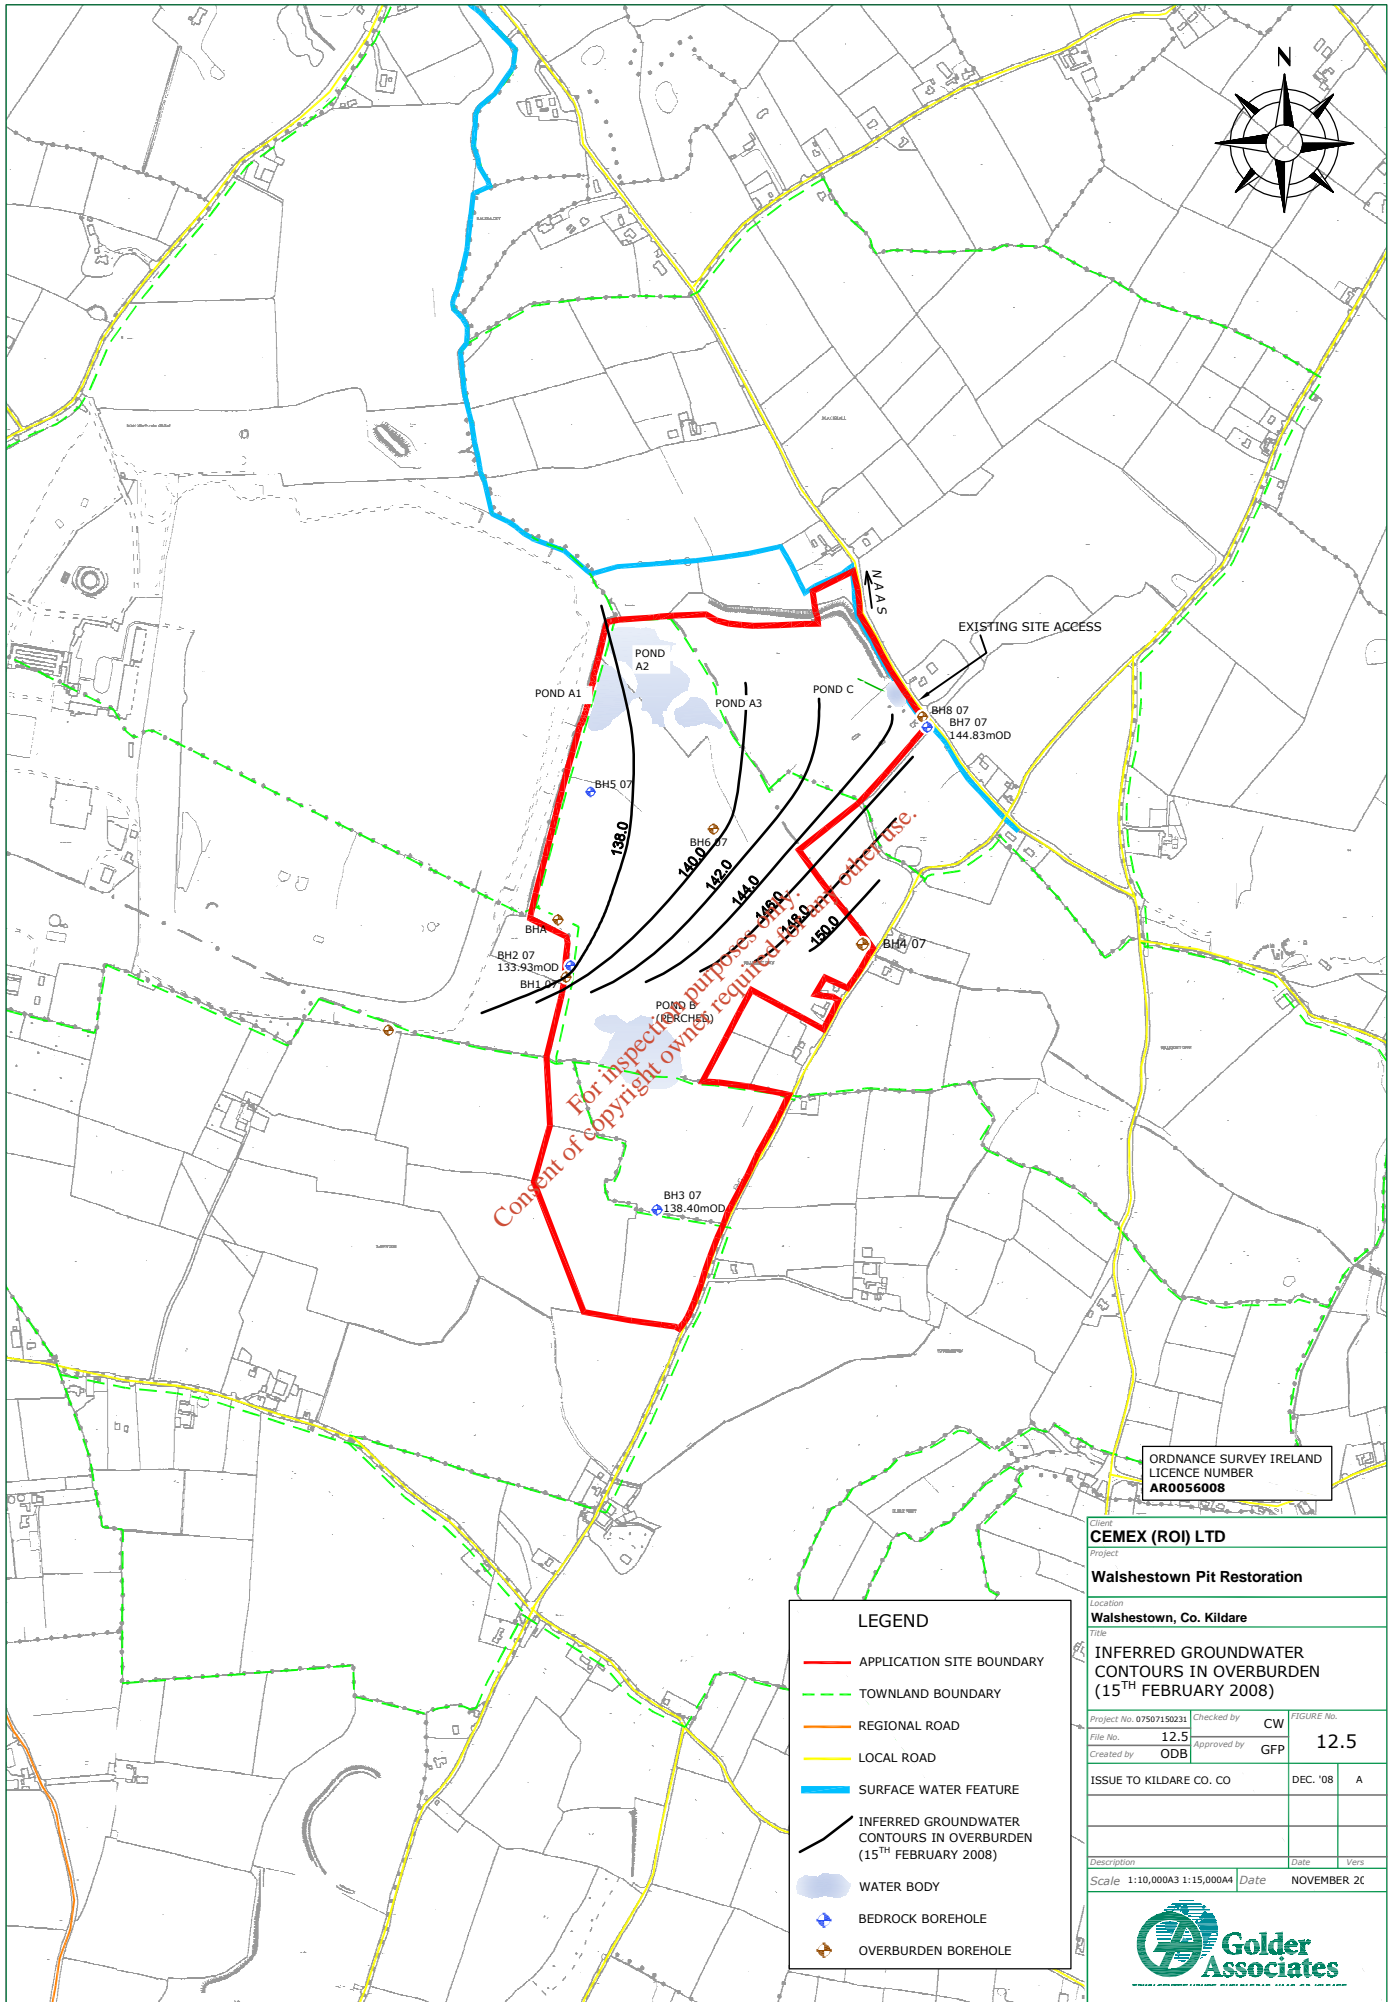 N
NAAS
EXISTING SITE ACCESS
POND
A2
POND A1
POND A3
POND C
BH8 07
BH7 07
144.83mOD
BH5 07
138.0
BH6 07
140.0
142.0
144.0
146.0
148.0
150.0
BHA
BH4 07
BH2 07
133.93mOD
BH1 07
POND B
(PERCHED)
For inspection purposes only.
Consent of copyright owner required for any other use.
BH3 07
138.40mOD
ORDNANCE SURVEY IRELAND
LICENCE NUMBER
AR0056008
LEGEND
APPLICATION SITE BOUNDARY
TOWNLAND BOUNDARY
REGIONAL ROAD
LOCAL ROAD
SURFACE WATER FEATURE
INFERRED GROUNDWATER
CONTOURS IN OVERBURDEN
(15TH FEBRUARY 2008)
WATER BODY
BEDROCK BOREHOLE
OVERBURDEN BOREHOLE
Client
CEMEX (ROI) LTD
Project
Walshestown Pit Restoration
Location
Walshestown, Co. Kildare
Title
INFERRED GROUNDWATER
CONTOURS IN OVERBURDEN
(15TH FEBRUARY 2008)
Project No. 07507150231 Checked by CW FIGURE No.
File No. 12.5 Approved by GFP 12.5
Created by ODB
ISSUE TO KILDARE CO. CO DEC. '08 A
Description Date Vers
Scale 1:10,000A3 1:15,000A4 Date NOVEMBER 20
Golder
Associates